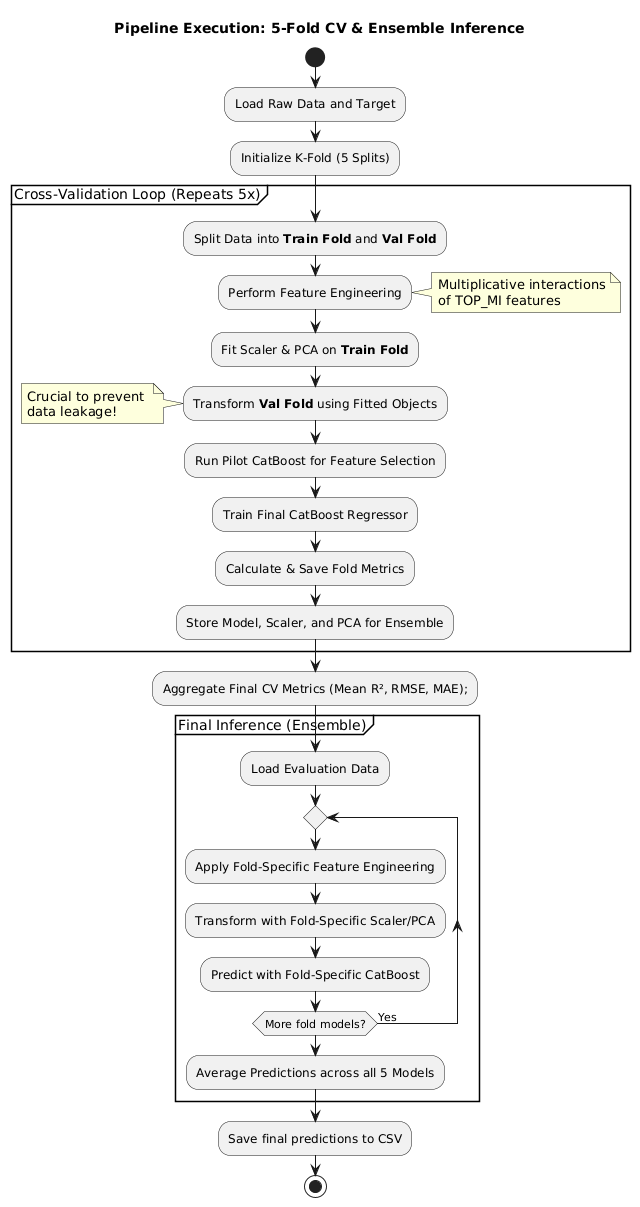 Pipeline Execution: 5-Fold CV & Ensemble Inference
Load Raw Data and Target
Initialize K-Fold (5 Splits)
Cross-Validation Loop (Repeats 5x)
Split Data into Train Fold and Val Fold
Perform Feature Engineering
Multiplicative interactions
of TOP_MI features
Fit Scaler & PCA on Train Fold
Crucial to prevent
data leakage!
Transform Val Fold using Fitted Objects
Run Pilot CatBoost for Feature Selection
Train Final CatBoost Regressor
Calculate & Save Fold Metrics
Store Model, Scaler, and PCA for Ensemble
Aggregate Final CV Metrics (Mean R², RMSE, MAE);
Final Inference (Ensemble)
Load Evaluation Data
Apply Fold-Specific Feature Engineering
Transform with Fold-Specific Scaler/PCA
Predict with Fold-Specific CatBoost
More fold models?
Yes
Average Predictions across all 5 Models
Save final predictions to CSV